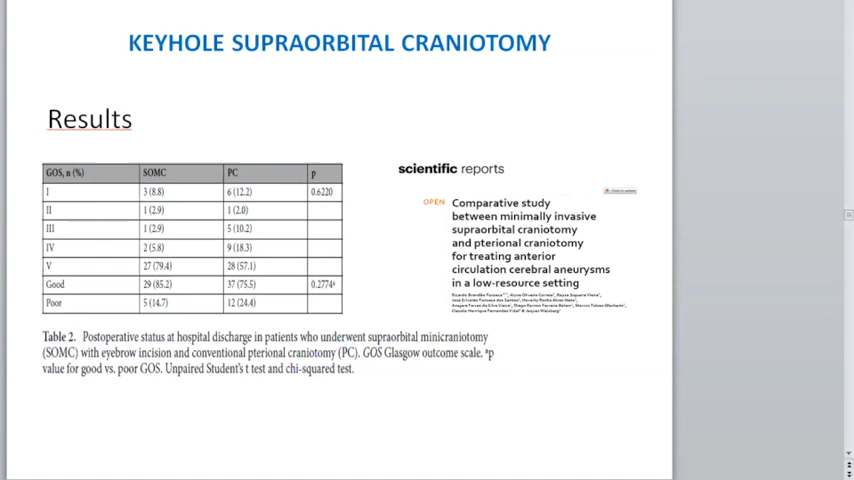 KEYHOLE SUPRAORBITAL CRANIOTOMY
Results
GOS, n (%) SOMC PC p
I 3 (8.8) 6 (12.2) 0.6220
II 1 (2.9) 1 (2.0)
III 1 (2.9) 5 (10.2)
IV 2 (5.8) 9 (18.3)
V 27 (79.4) 28 (57.1)
Good 29 (85.2) 37 (75.5) 0.2774ᵃ
Poor 5 (14.7) 12 (24.4)
Table 2. Postoperative status at hospital discharge in patients who underwent supraorbital minicraniotomy
(SOMC) with eyebrow incision and conventional pterional craniotomy (PC). GOS Glasgow outcome scale. ᵃp
value for good vs. poor GOS. Unpaired Student's t test and chi-squared test.
scientific reports
OPEN Comparative study
between minimally invasive
supraorbital craniotomy
and pterional craniotomy
for treating anterior
circulation cerebral aneurysms
in a low-resource setting